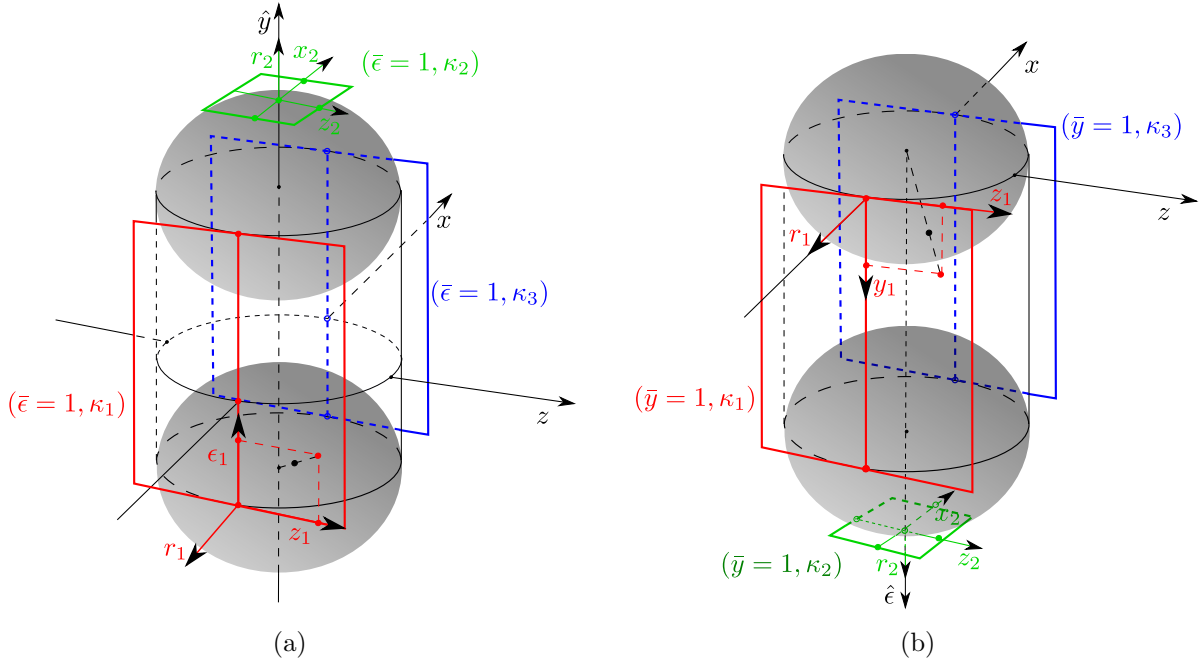 ŷ
r₂
x₂
(ε̄ = 1, κ₂)
z₂
x
(ε̄ = 1, κ₃)
(ε̄ = 1, κ₁)
z
ϵ₁
z₁
r₁
(a)
x
(ȳ = 1, κ₃)
z₁
z
r₁
y₁
(ȳ = 1, κ₁)
x₂
(ȳ = 1, κ₂)
r₂
z₂
ϵ̂
(b)